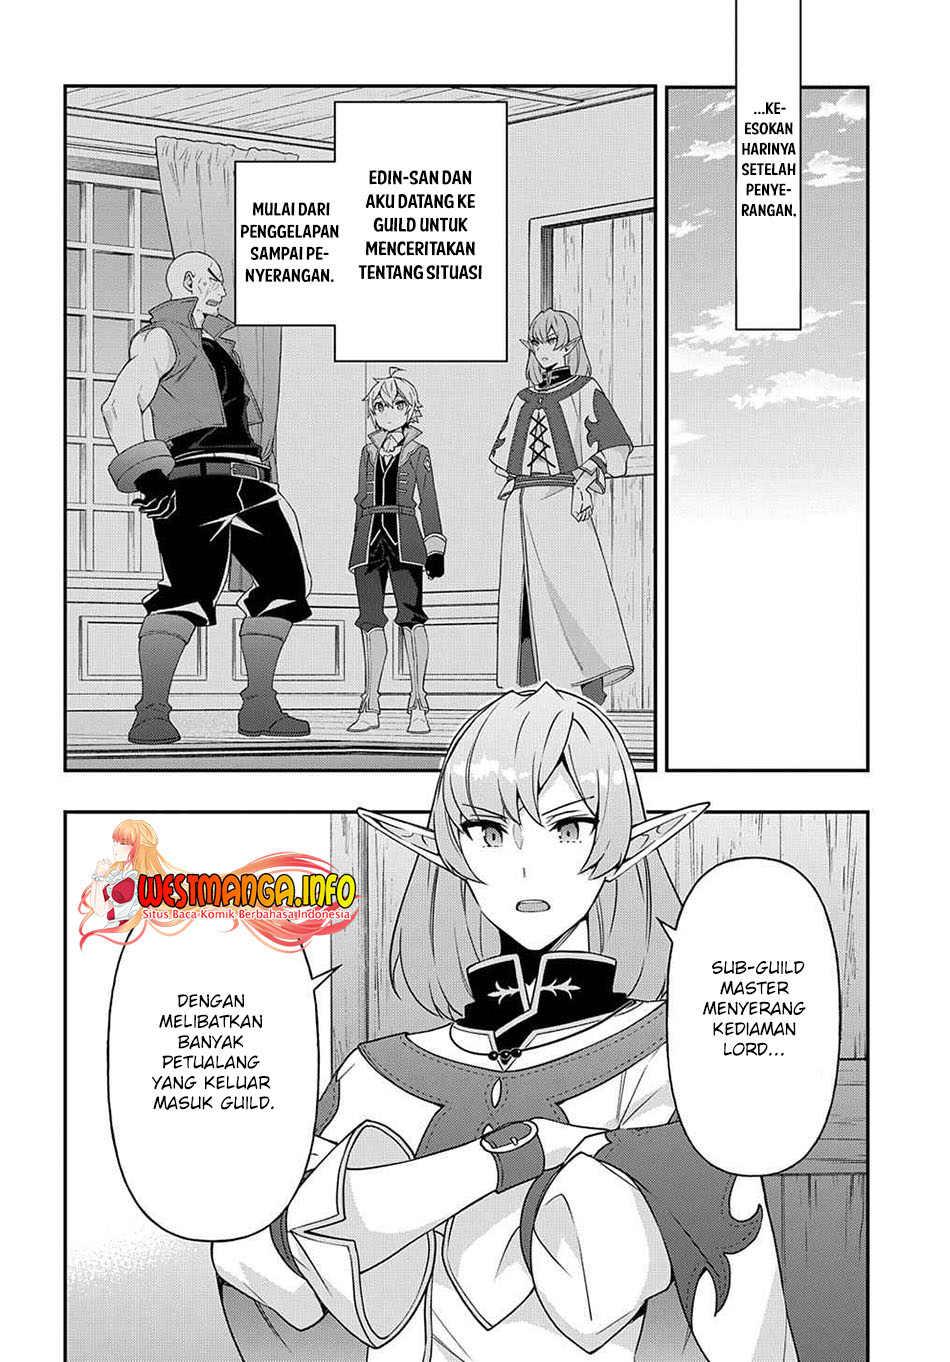 ...KE-
ESOKAN
HARINYA
SETELAH
PENYE-
RANGAN.
EDIN-SAN DAN
AKU DATANG KE
GUILD UNTUK
MENCERITAKAN
TENTANG SITUASI
MULAI DARI
PENGGELAPAN
SAMPAI PE-
NYERANGAN.
SUB-GUILD
MASTER
MENYERANG
KEDIAMAN
LORD...
DENGAN
MELIBATKAN
BANYAK
PETUALANG
YANG KELUAR
MASUK GUILD.
WESTMANGA.INFO
Situs Baca Komik Berbahasa Indonesia